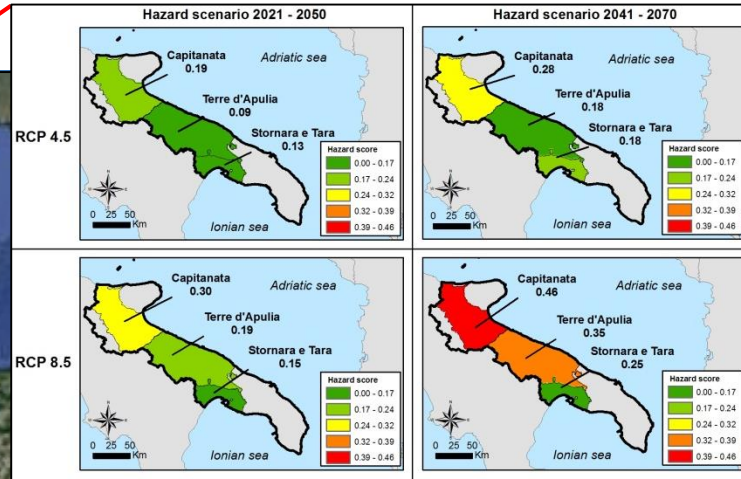 Hazard scenario 2021 - 2050
Hazard scenario 2041 - 2070
RCP 4.5
Capitanata
0.19
Adriatic sea
Terre d'Apulia
0.09
Stornara e Tara
0.13
Hazard score
0.00 - 0.17
0.17 - 0.24
0.24 - 0.32
0.32 - 0.39
0.39 - 0.46
N
0 25 50
Km
Ionian sea
Capitanata
0.28
Adriatic sea
Terre d'Apulia
0.18
Stornara e Tara
0.18
Hazard score
0.00 - 0.17
0.17 - 0.24
0.24 - 0.32
0.32 - 0.39
0.39 - 0.46
N
0 25 50
Km
Ionian sea
RCP 8.5
Capitanata
0.30
Adriatic sea
Terre d'Apulia
0.19
Stornara e Tara
0.15
Hazard score
0.00 - 0.17
0.17 - 0.24
0.24 - 0.32
0.32 - 0.39
0.39 - 0.46
N
0 25 50
Km
Ionian sea
Capitanata
0.46
Adriatic sea
Terre d'Apulia
0.35
Stornara e Tara
0.25
Hazard score
0.00 - 0.17
0.17 - 0.24
0.24 - 0.32
0.32 - 0.39
0.39 - 0.46
N
0 25 50
Km
Ionian sea